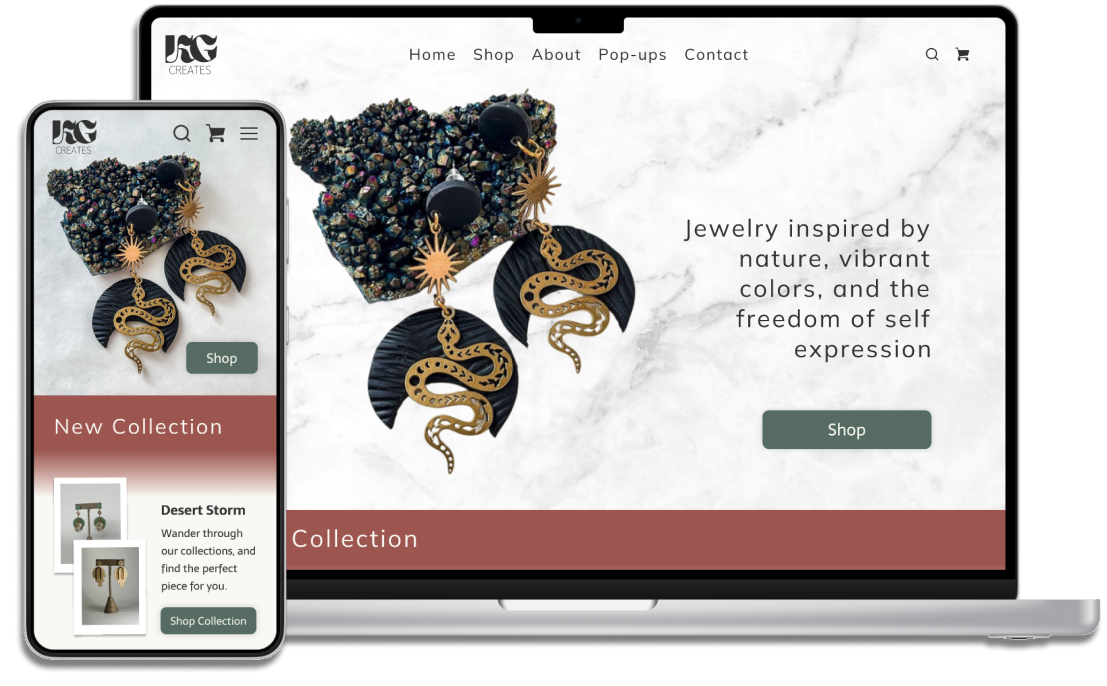 KG
CREATES
Home Shop About Pop-ups Contact
Jewelry inspired by
nature, vibrant
colors, and the
freedom of self
expression
Shop
Collection
KG
CREATES
Shop
New Collection
Desert Storm
Wander through
our collections, and
find the perfect
piece for you.
Shop Collection